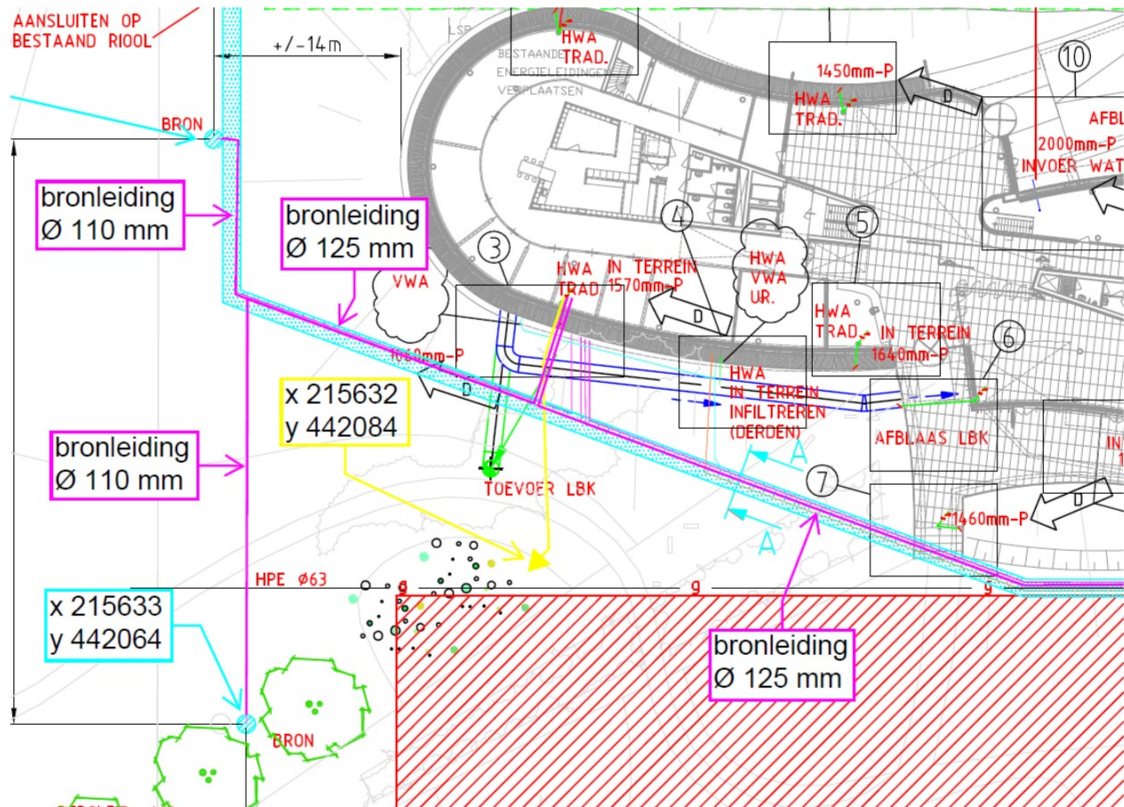 AANSLUITEN OP
BESTAAND RIOOL
+/-14m
LSP
HWA
TRAD.
BESTAANDE
ENERGIELEIDINGEN
VERPLAATSEN
1450mm-P
HWA
TRAD.
D
10
AFBL
2000mm-P
INVOER WAT
BRON
bronleiding
Ø 110 mm
bronleiding
Ø 125 mm
VWA
3
4
5
HWA
TRAD.
IN TERREIN
1570mm-P
D
HWA
VWA
UR.
HWA
TRAD.
IN TERREIN
1640mm-P
6
1060mm-P
D
x 215632
y 442084
HWA
IN TERREIN
INFILTREREN
(DERDEN)
AFBLAAS LBK
IN
1
bronleiding
Ø 110 mm
A
A
7
TOEVOER LBK
1460mm-P
D
HPE Ø63
g
g
g
x 215633
y 442064
bronleiding
Ø 125 mm
BRON